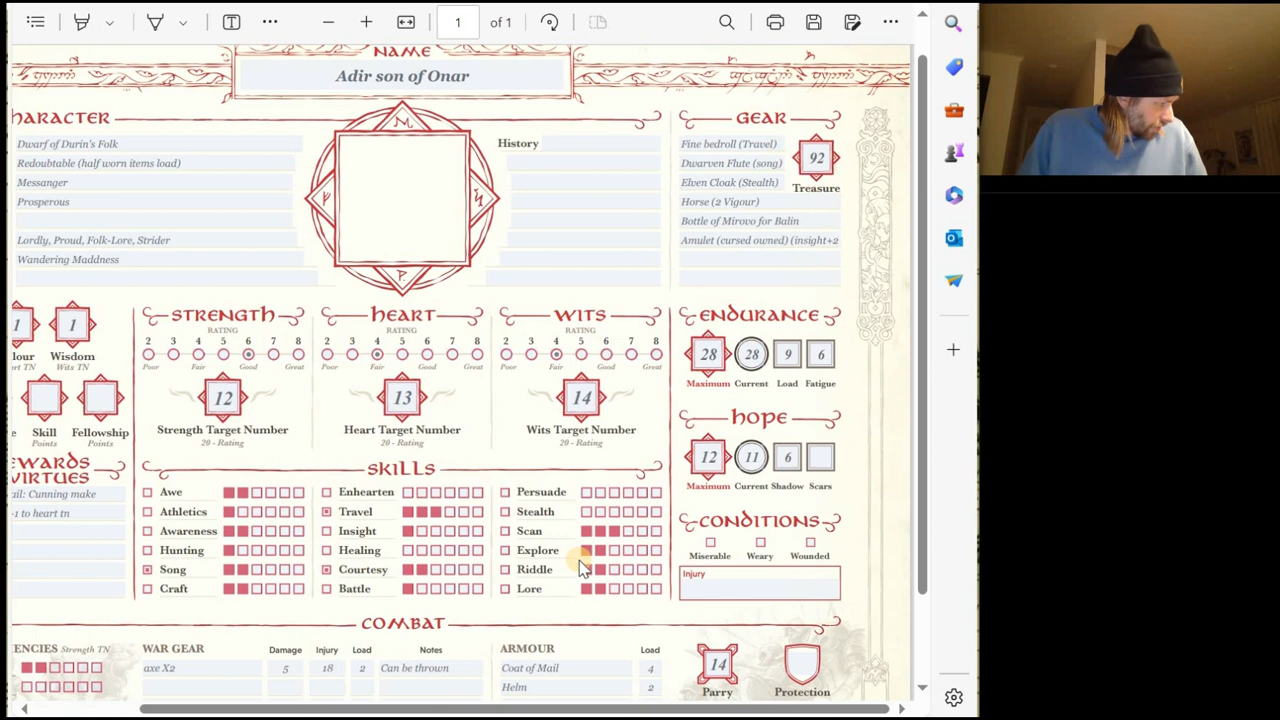 1 of 1
NAME
Adir son of Onar
HARACTER
Dwarf of Durin's Folk
Redoubtable (half worn items load)
Messanger
Prosperous
Lordly, Proud, Folk-Lore, Strider
Wandering Maddness
History
GEAR
Fine bedroll (Travel)
Dwarven Flute (song)
Elven Cloak (Stealth)
Horse (2 Vigour)
Bottle of Mirovo for Balin
Amulet (cursed owned) (insight+2
92
Treasure
1 1
lour Wisdom
rt TN Wits TN
e Skill Fellowship
Points Points
EWARDS
VIRTUES
ail: Cunning make
-1 to heart tn
STRENGTH
RATING
2 3 4 5 6 7 8
Poor Fair Good Great
12
Strength Target Number
20 - Rating
HEART
RATING
2 3 4 5 6 7 8
Poor Fair Good Great
13
Heart Target Number
20 - Rating
WITS
RATING
2 3 4 5 6 7 8
Poor Fair Good Great
14
Wits Target Number
20 - Rating
SKILLS
Awe Enhearten Persuade
Athletics Travel Stealth
Awareness Insight Scan
Hunting Healing Explore
Song Courtesy Riddle
Craft Battle Lore
ENDURANCE
28 28 9 6
Maximum Current Load Fatigue
HOPE
12 11 6
Maximum Current Shadow Scars
CONDITIONS
Miserable Weary Wounded
Injury
COMBAT
ENCIES Strength TN
WAR GEAR Damage Injury Load Notes
axe X2 5 18 2 Can be thrown
ARMOUR Load
Coat of Mail 4
Helm 2
14
Parry Protection